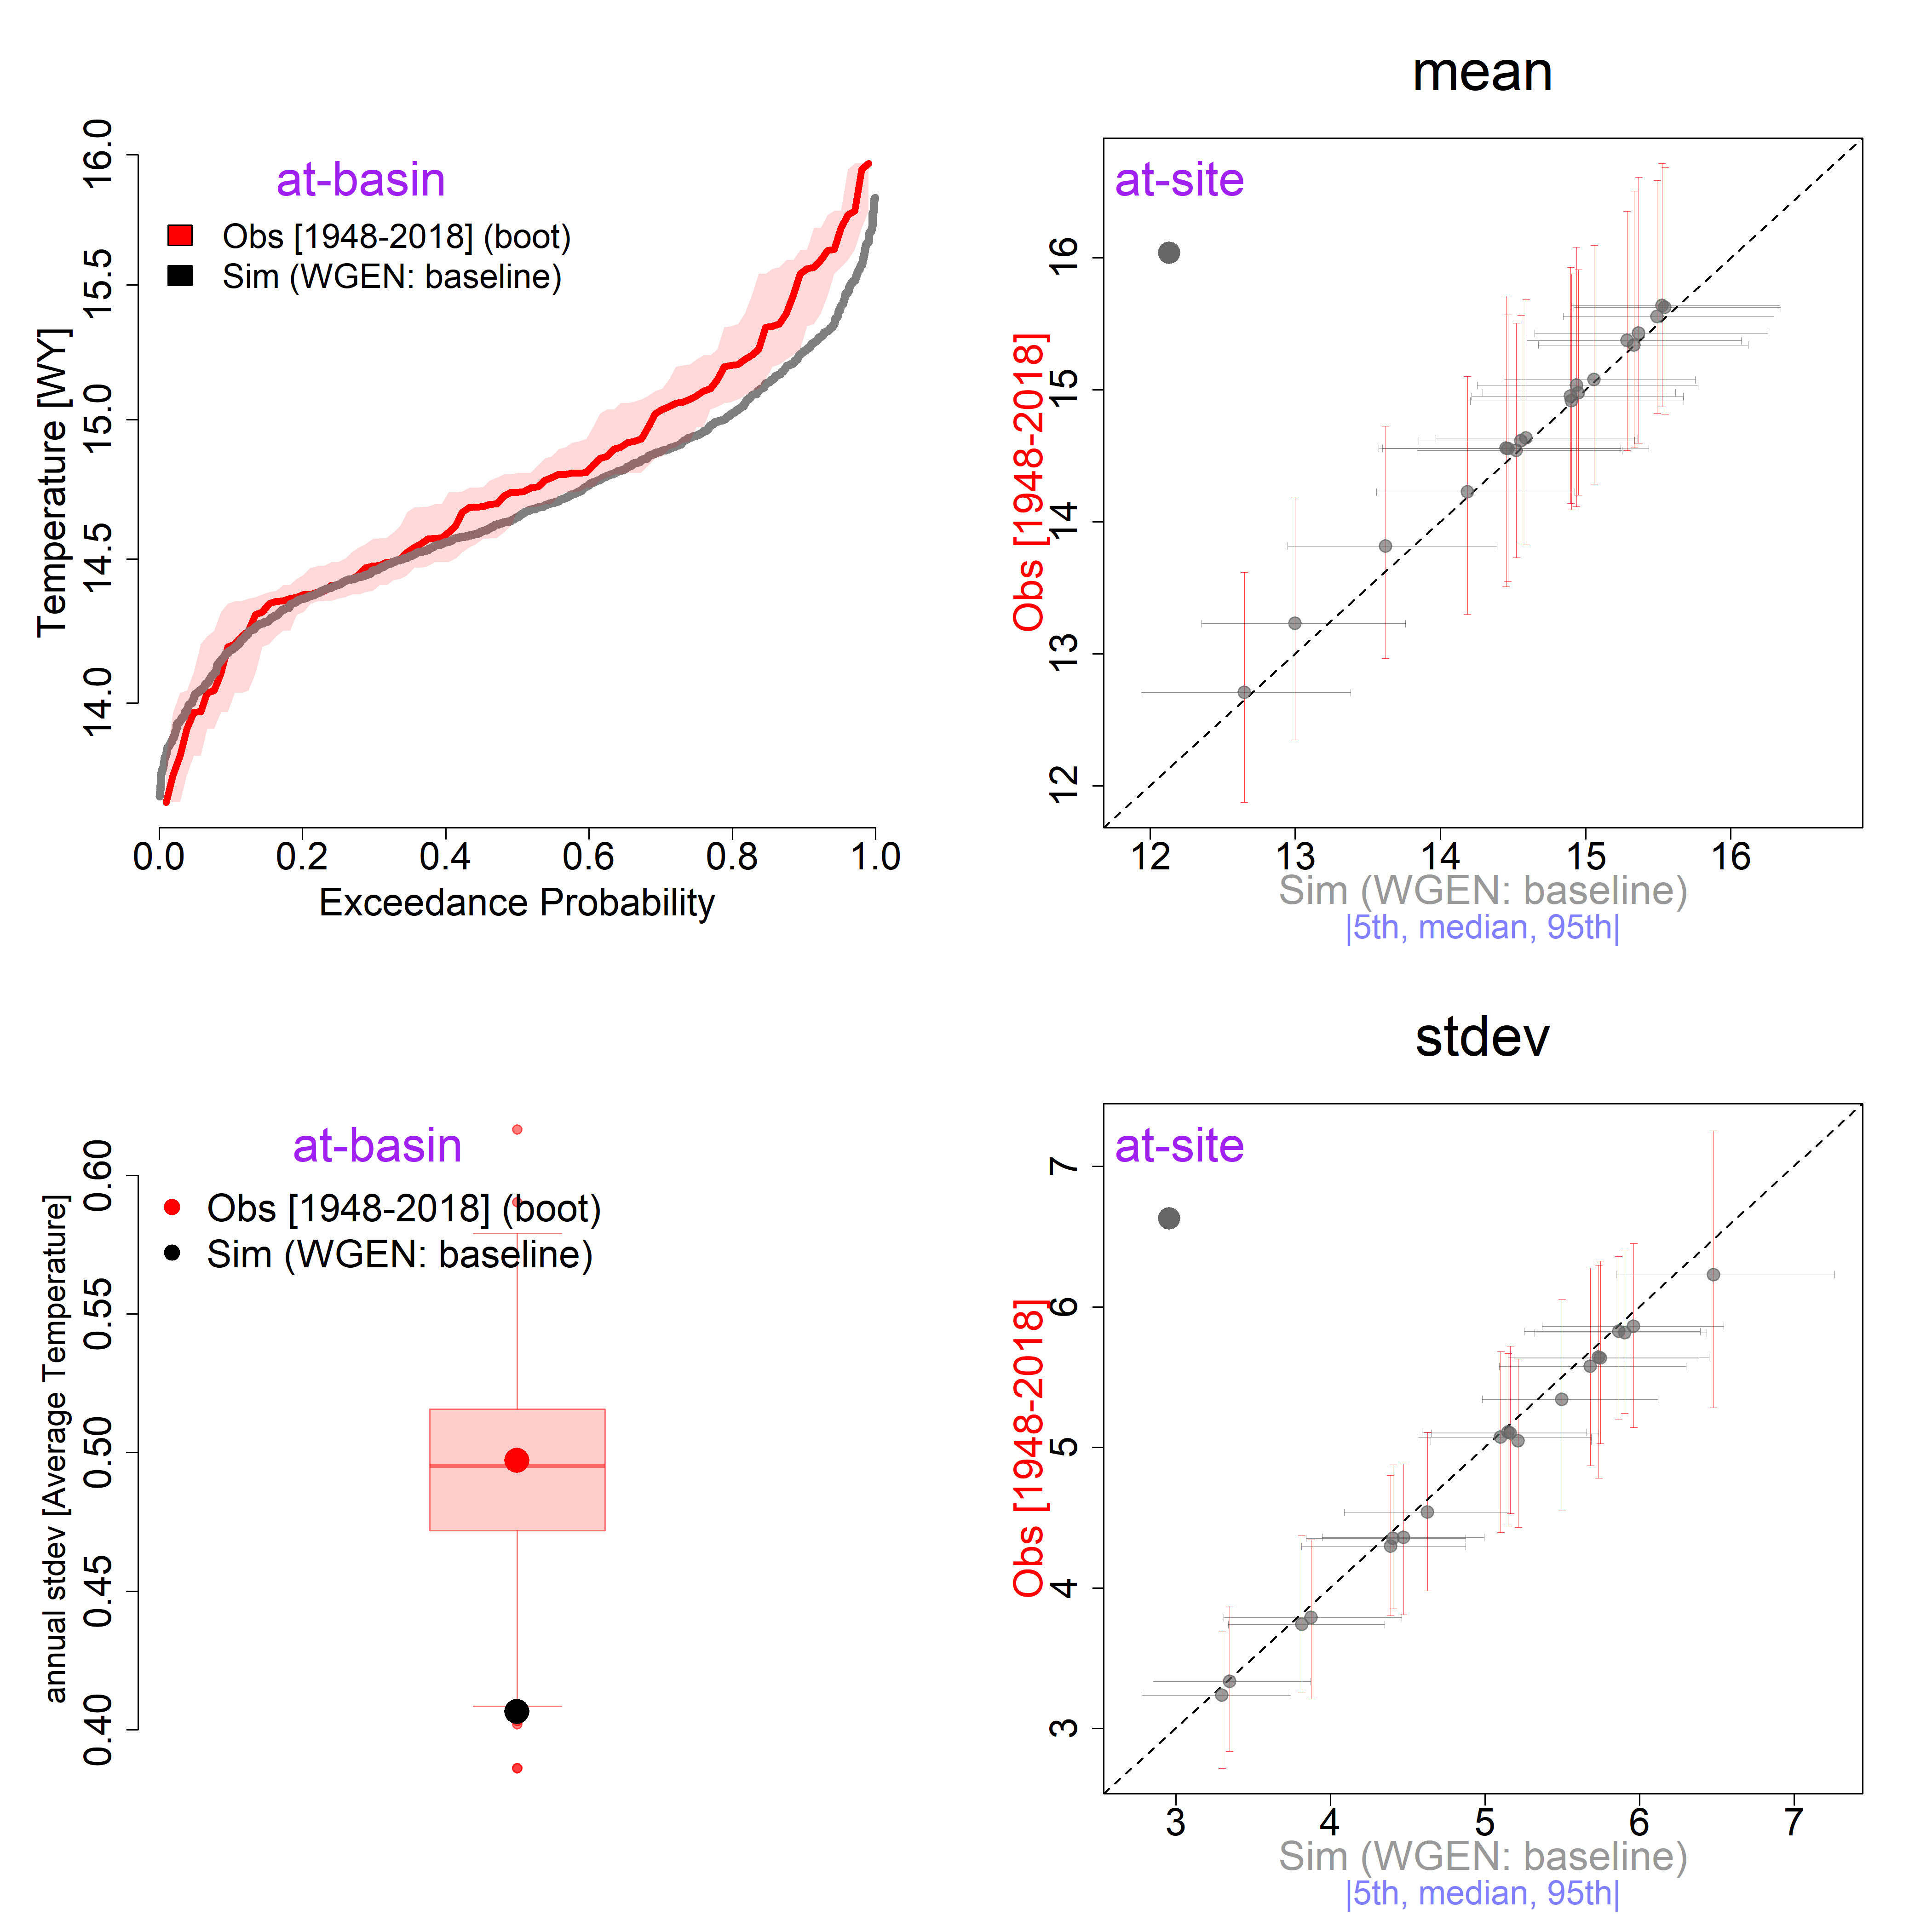 at-basin
Obs [1948-2018] (boot)
Sim (WGEN: baseline)
Temperature [WY]
16.0
15.5
15.0
14.5
14.0
0.0 0.2 0.4 0.6 0.8 1.0
Exceedance Probability
mean
at-site
Obs [1948-2018]
16
15
14
13
12
12 13 14 15 16
Sim (WGEN: baseline)
|5th, median, 95th|
at-basin
Obs [1948-2018] (boot)
Sim (WGEN: baseline)
annual stdev [Average Temperature]
0.60
0.55
0.50
0.45
0.40
stdev
at-site
Obs [1948-2018]
7
6
5
4
3
3 4 5 6 7
Sim (WGEN: baseline)
|5th, median, 95th|